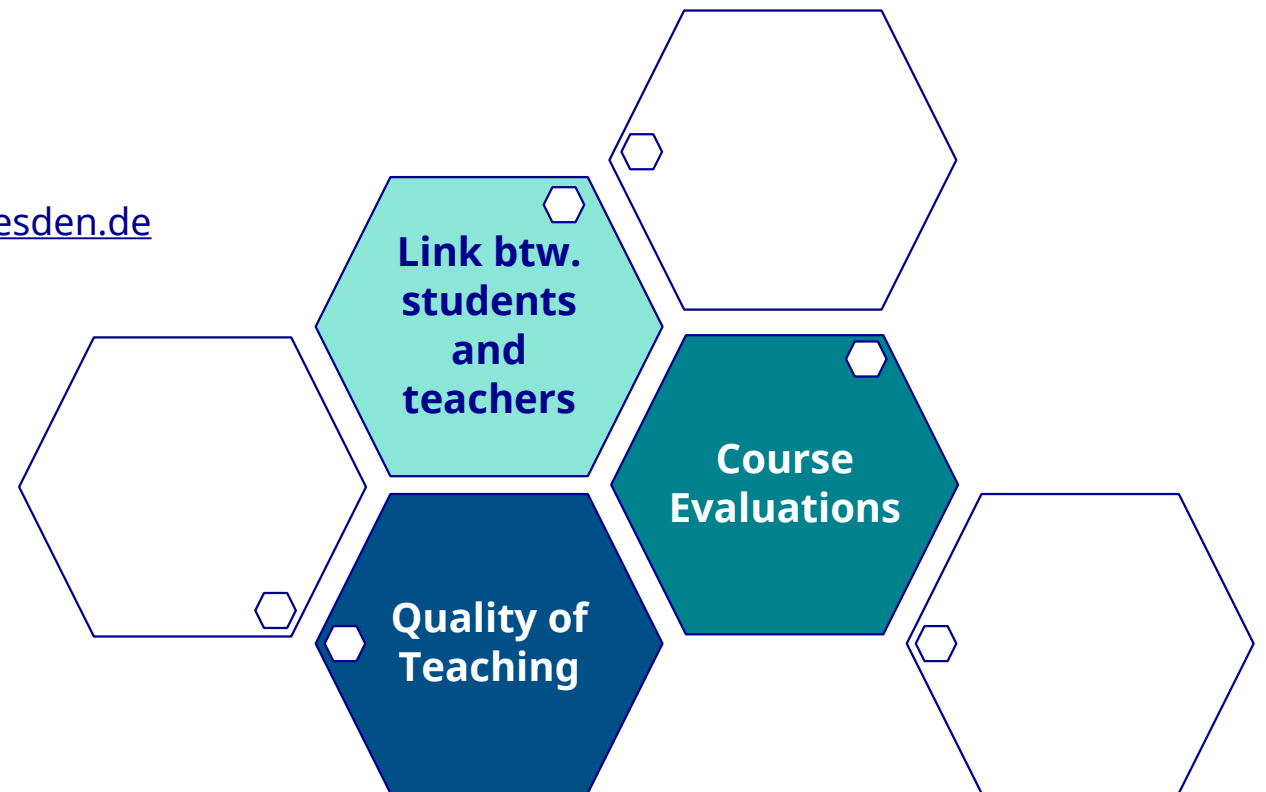 esden.de
Link btw.
students
and
teachers
Course
Evaluations
Quality of
Teaching